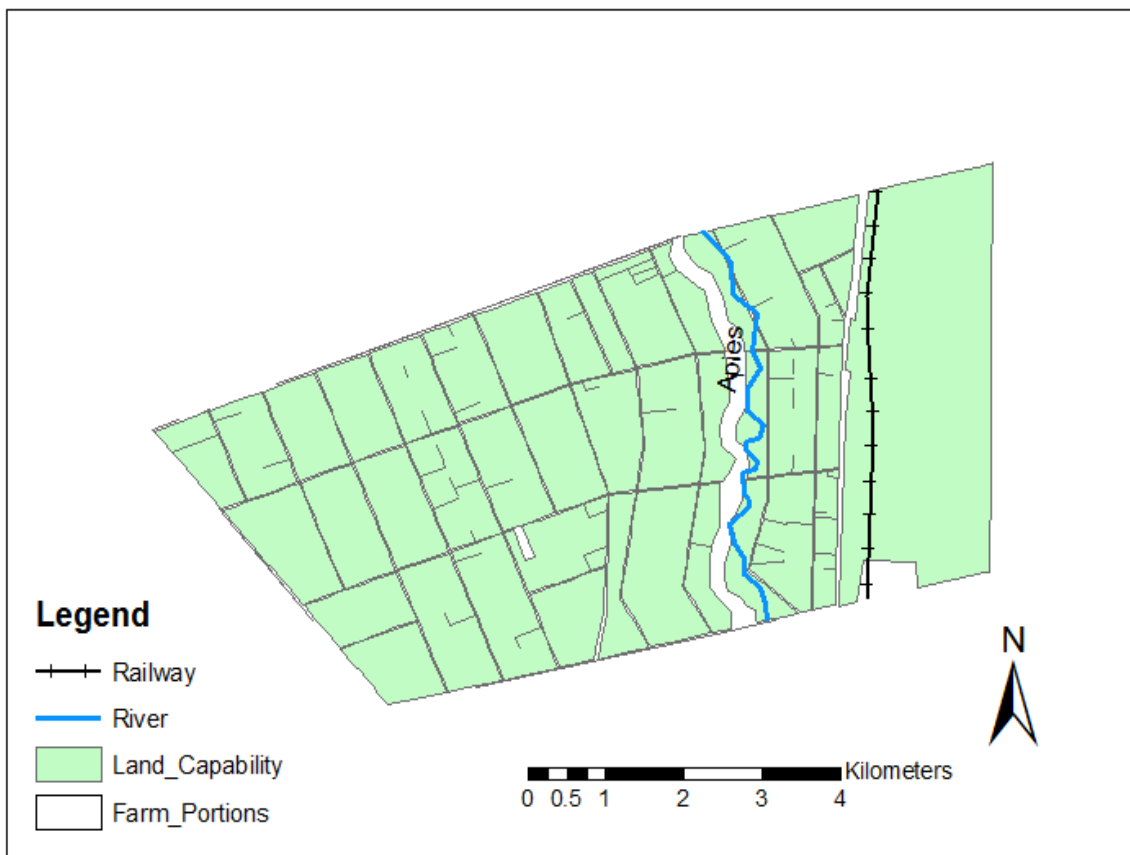 Apies
Legend
Railway
River
Land_Capability
Farm_Portions
N
Kilometers
0 0.5 1 2 3 4